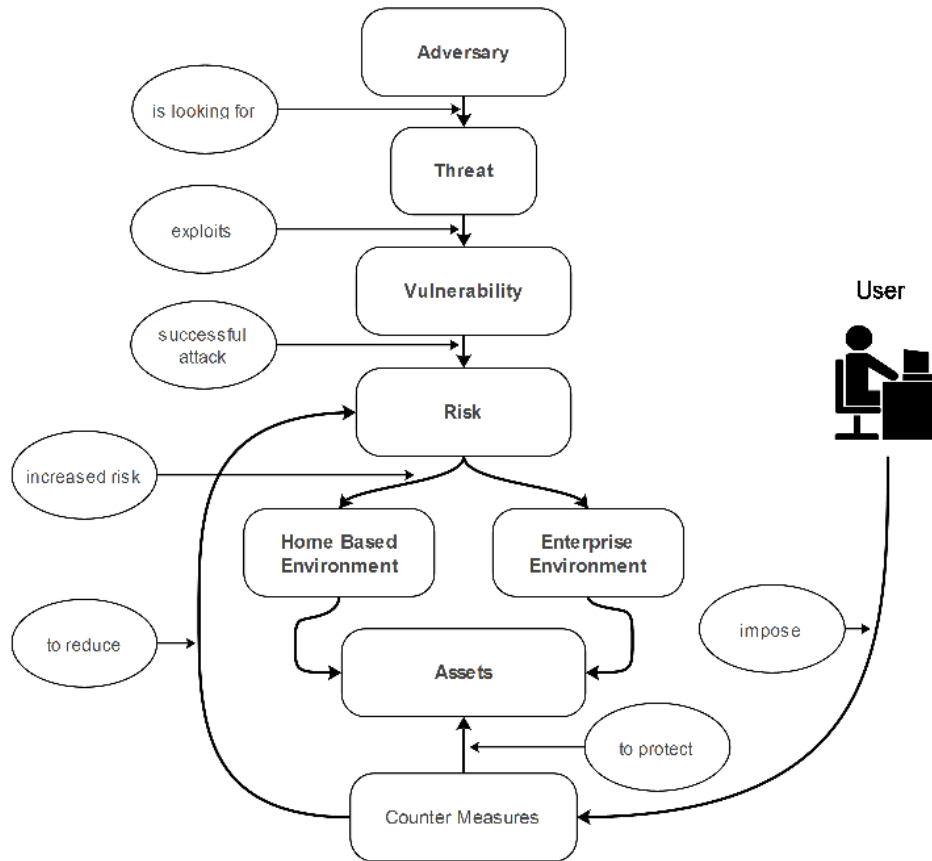 Adversary
is looking for
Threat
exploits
Vulnerability
User
successful
attack
Risk
increased risk
Home Based
Environment
Enterprise
Environment
impose
to reduce
Assets
to protect
Counter Measures